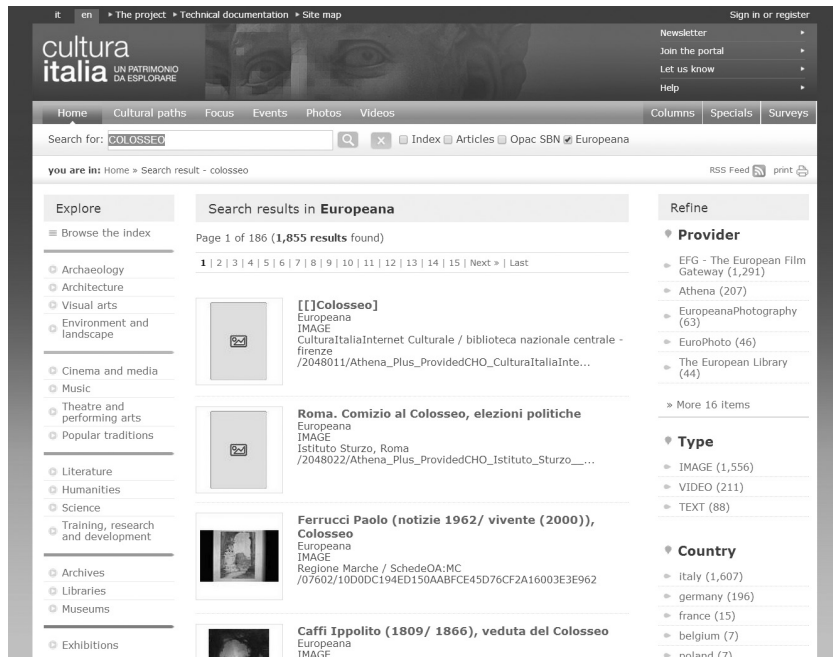 it en The project Technical documentation Site map
Sign in or register
cultura
italia UN PATRIMONIO
DA ESPLORARE
Newsletter
Join the portal
Let us know
Help
Home Cultural paths Focus Events Photos Videos
Columns Specials Surveys
Search for: COLOSSEO X Index Articles Opac SBN Europeana
you are in: Home » Search result - colosseo
RSS Feed print
Explore
Browse the index
Archaeology
Architecture
Visual arts
Environment and
landscape
Cinema and media
Music
Theatre and
performing arts
Popular traditions
Literature
Humanities
Science
Training, research
and development
Archives
Libraries
Museums
Exhibitions
Search results in Europeana
Page 1 of 186 (1,855 results found)
1 | 2 | 3 | 4 | 5 | 6 | 7 | 8 | 9 | 10 | 11 | 12 | 13 | 14 | 15 | Next » | Last
[[]Colosseo]
Europeana
IMAGE
CulturaItaliaInternet Culturale / biblioteca nazionale centrale -
firenze
/2048011/Athena_Plus_ProvidedCHO_CulturaItaliaInte...
Roma. Comizio al Colosseo, elezioni politiche
Europeana
IMAGE
Istituto Sturzo, Roma
/2048022/Athena_Plus_ProvidedCHO_Istituto_Sturzo__...
Ferrucci Paolo (notizie 1962/ vivente (2000)),
Colosseo
Europeana
IMAGE
Regione Marche / SchedeOA:MC
/07602/10D0DC194ED150AABFCE45D76CF2A16003E3E962
Caffi Ippolito (1809/ 1866), veduta del Colosseo
Europeana
IMAGE
Refine
Provider
EFG - The European Film
Gateway (1,291)
Athena (207)
EuropeanaPhotography
(63)
EuroPhoto (46)
The European Library
(44)
» More 16 items
Type
IMAGE (1,556)
VIDEO (211)
TEXT (88)
Country
italy (1,607)
germany (196)
france (15)
belgium (7)
poland (7)